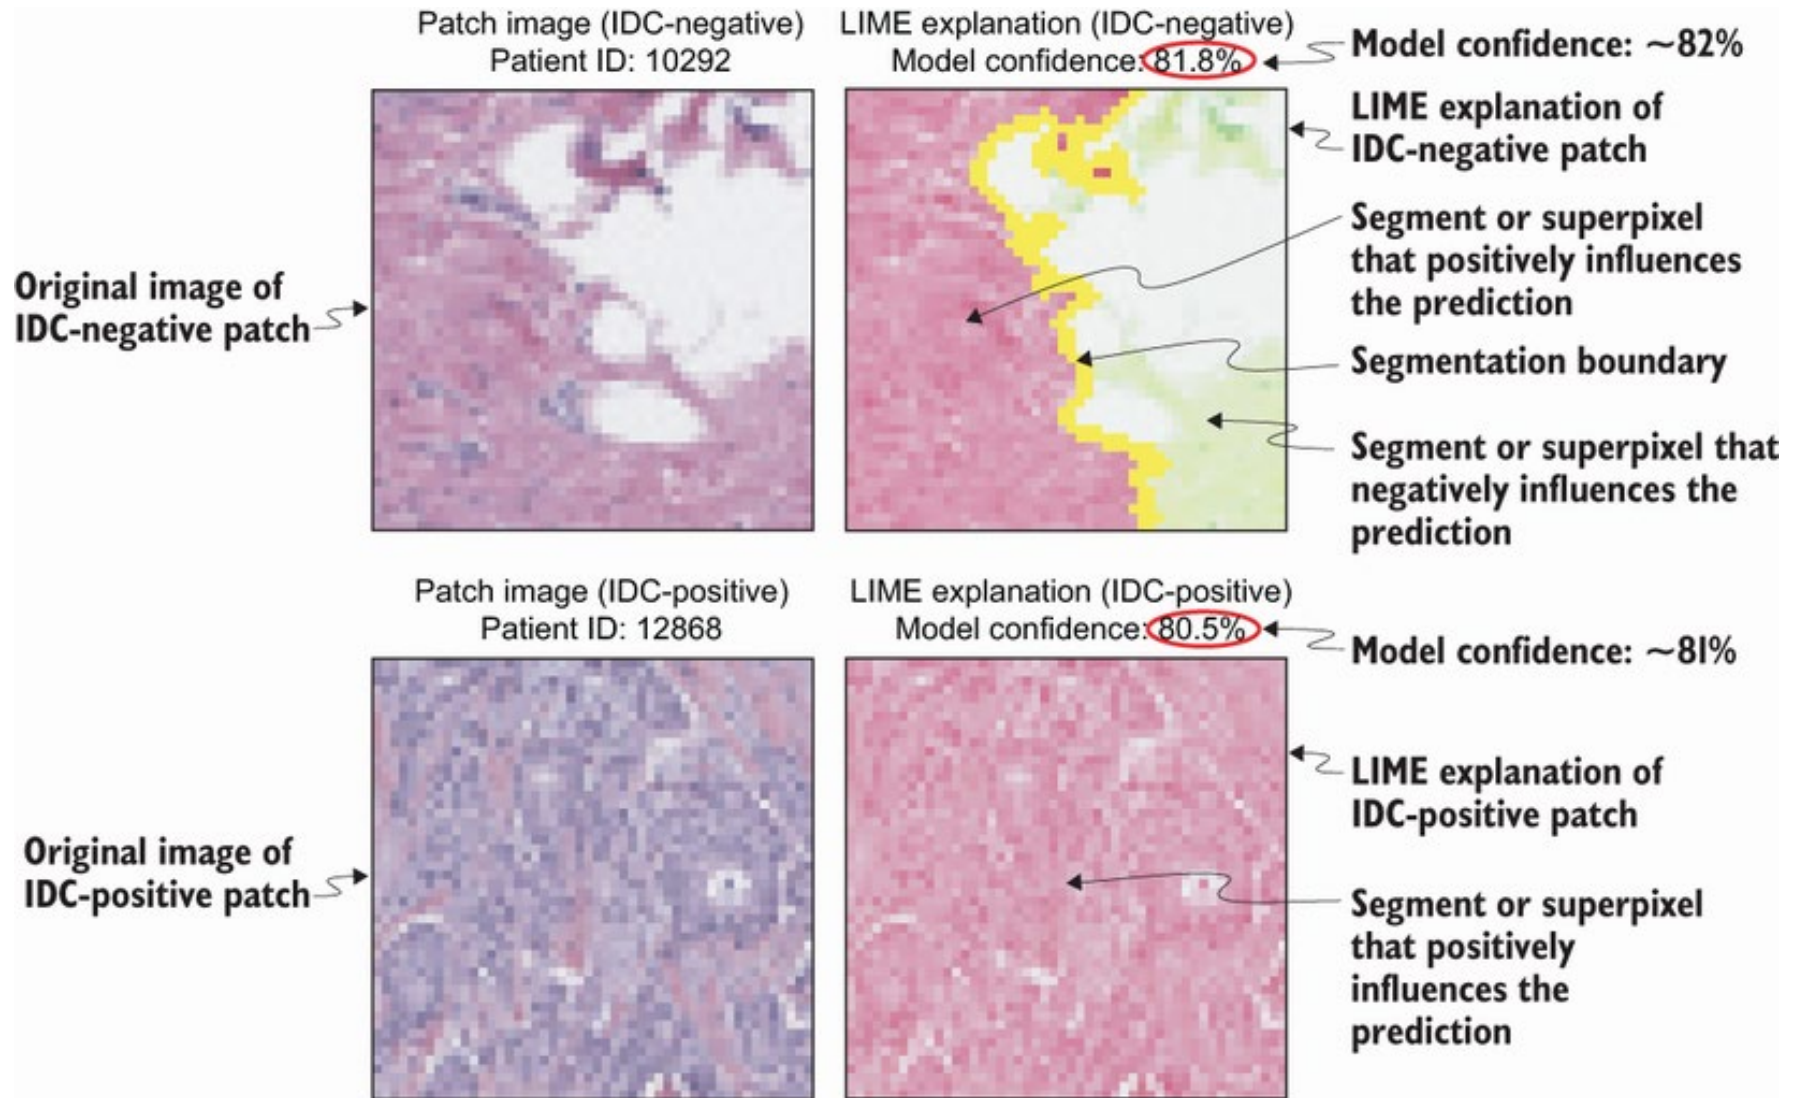 Patch image (IDC-negative)
Patient ID: 10292
LIME explanation (IDC-negative)
Model confidence: 81.8%
Model confidence: ~82%
LIME explanation of
IDC-negative patch
Segment or superpixel
that positively influences
the prediction
Original image of
IDC-negative patch
Segmentation boundary
Segment or superpixel that
negatively influences the
prediction
Patch image (IDC-positive)
Patient ID: 12868
LIME explanation (IDC-positive)
Model confidence: 80.5%
Model confidence: ~81%
LIME explanation of
IDC-positive patch
Original image of
IDC-positive patch
Segment or superpixel
that positively
influences the
prediction